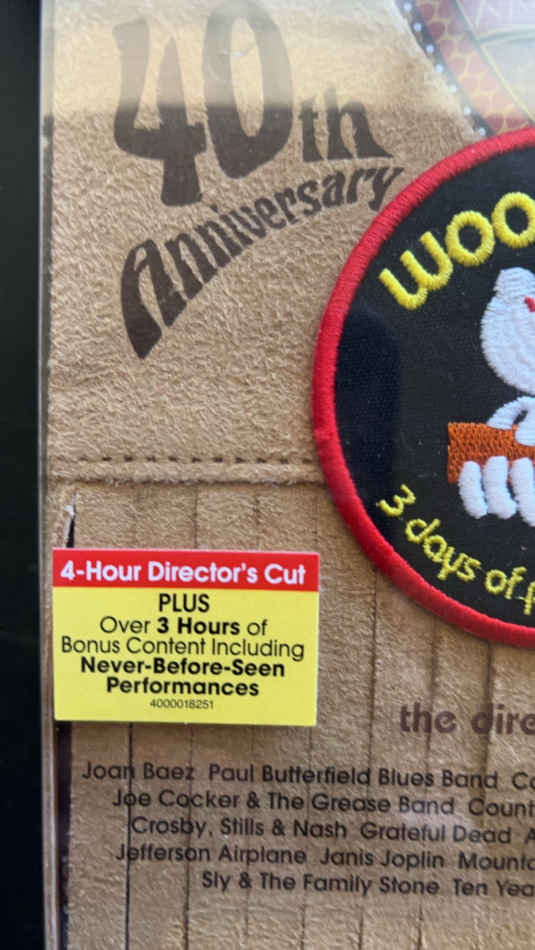 40th
Anniversary
WOO
3 days of
4-Hour Director's Cut
PLUS
Over 3 Hours of
Bonus Content Including
Never-Before-Seen
Performances
4000018251
the dire
Joan Baez Paul Butterfield Blues Band Co
Joe Cocker & The Grease Band Count
Crosby, Stills & Nash Grateful Dead A
Jefferson Airplane Janis Joplin Mounta
Sly & The Family Stone Ten Yea